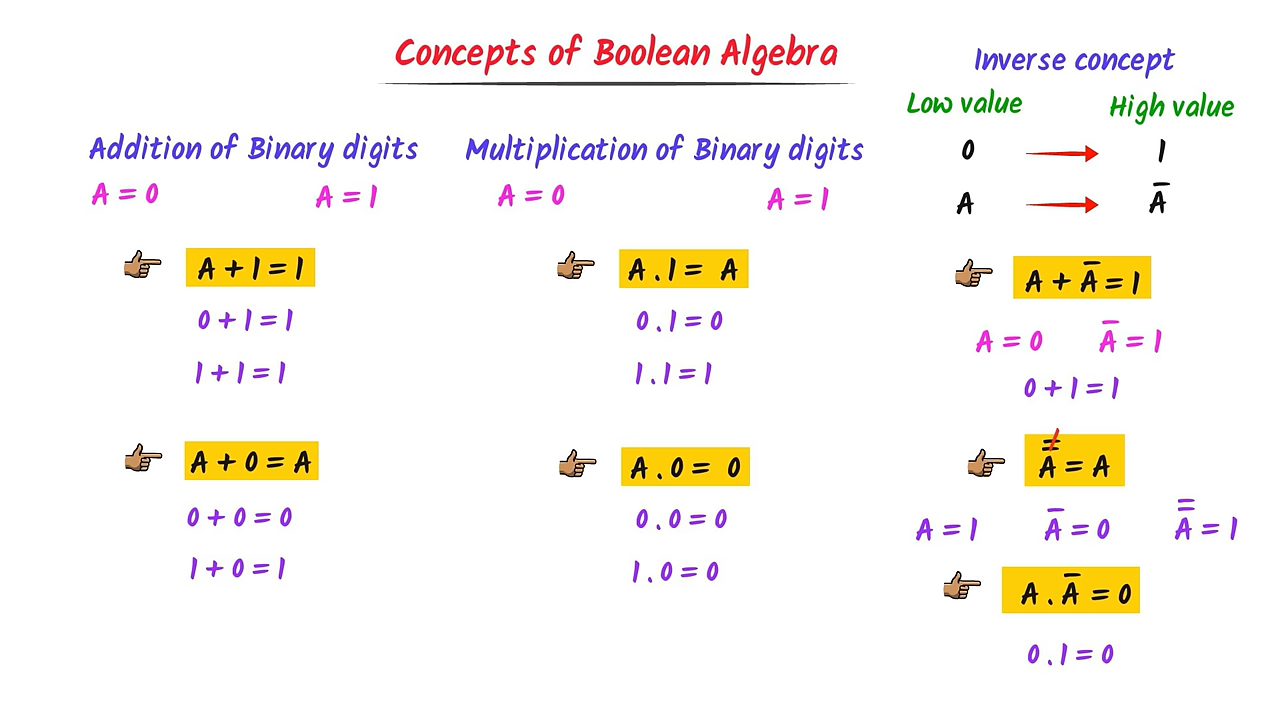 Concepts of Boolean Algebra
Addition of Binary digits
A = 0 A = 1
A + 1 = 1
0 + 1 = 1
1 + 1 = 1
A + 0 = A
0 + 0 = 0
1 + 0 = 1
Multiplication of Binary digits
A = 0 A = 1
A . 1 = A
0 . 1 = 0
1 . 1 = 1
A . 0 = 0
0 . 0 = 0
1 . 0 = 0
Inverse concept
Low value High value
0 → 1
A → A̅
A + A̅ = 1
A = 0 A̅ = 1
0 + 1 = 1
A̿ = A
A = 1 A̅ = 0 A̿ = 1
A . A̅ = 0
0 . 1 = 0